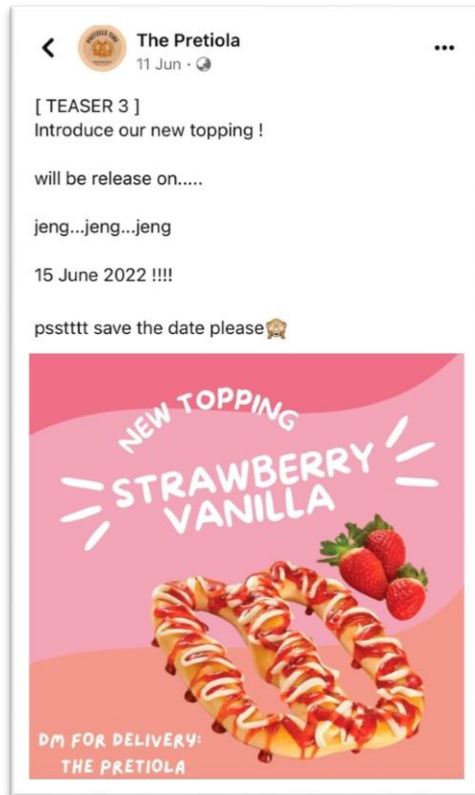 The Pretiola
11 Jun
[ TEASER 3 ]
Introduce our new topping !
will be release on.....
jeng...jeng...jeng
15 June 2022 !!!!
psstttt save the date please🙈
NEW TOPPING
STRAWBERRY
VANILLA
DM FOR DELIVERY:
THE PRETIOLA